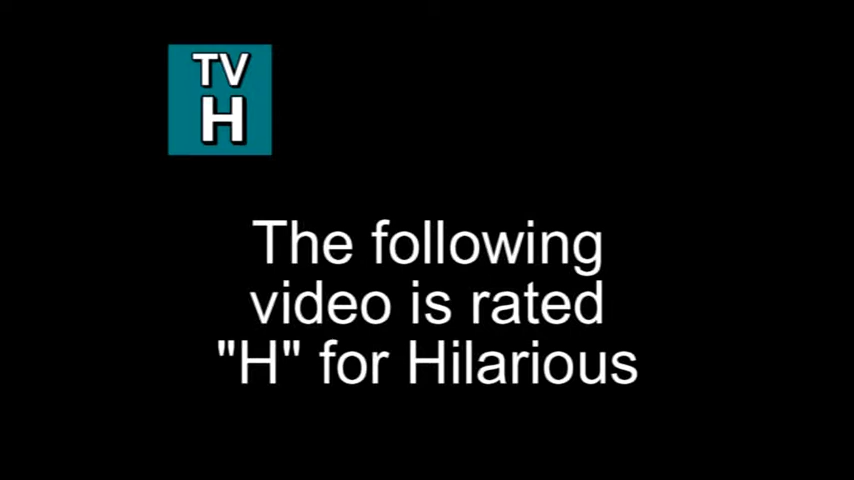 TV
H
The following
video is rated
"H" for Hilarious